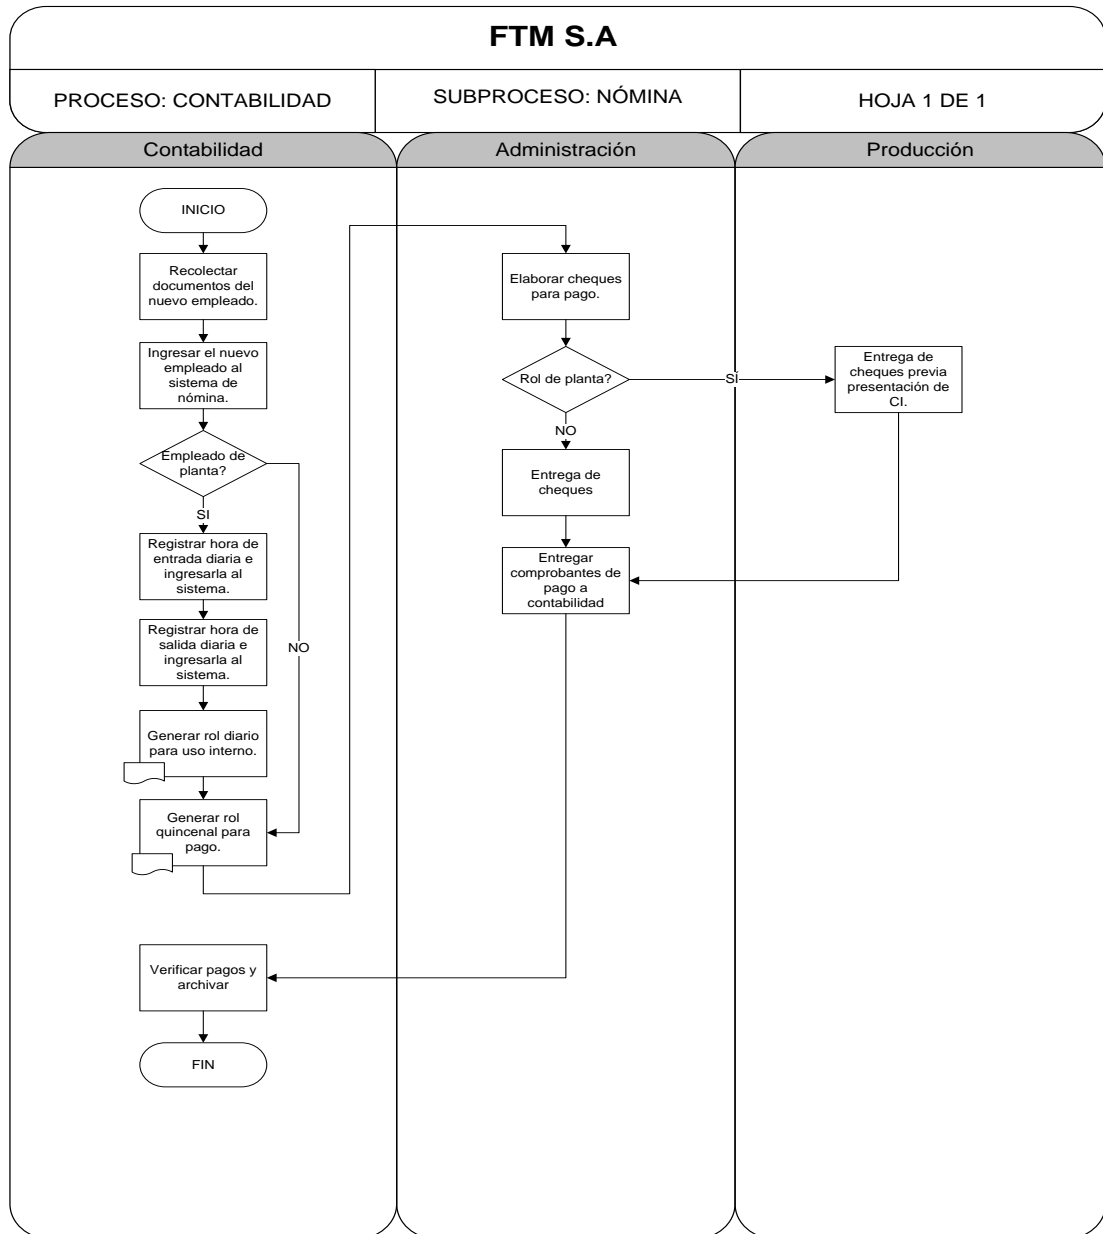 FTM S.A
PROCESO: CONTABILIDAD
SUBPROCESO: NÓMINA
HOJA 1 DE 1
Contabilidad
Administración
Producción
INICIO
Recolectar
documentos del
nuevo empleado.
Ingresar el nuevo
empleado al
sistema de
nómina.
Empleado de
planta?
SI
NO
Registrar hora de
entrada diaria e
ingresarla al
sistema.
Registrar hora de
salida diaria e
ingresarla al
sistema.
Generar rol diario
para uso interno.
Generar rol
quincenal para
pago.
Elaborar cheques
para pago.
Rol de planta?
SÍ
NO
Entrega de
cheques previa
presentación de
CI.
Entrega de
cheques
Entregar
comprobantes de
pago a
contabilidad
Verificar pagos y
archivar
FIN